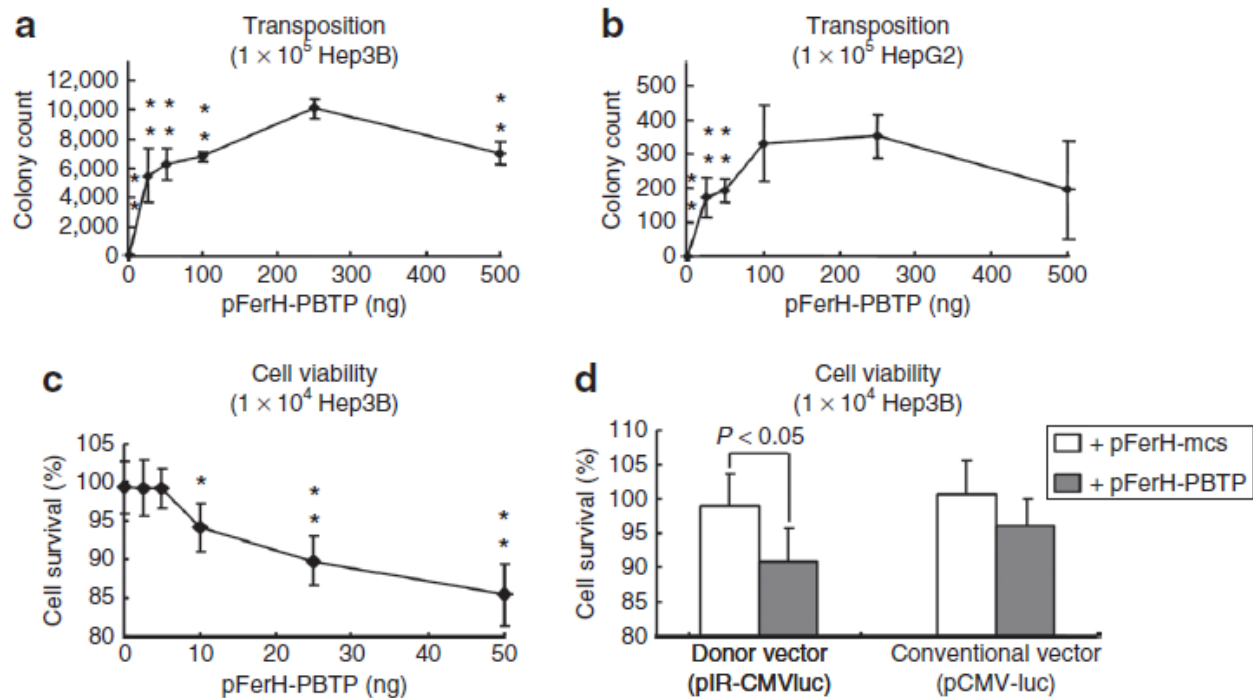 a
Transposition
(1 × 10⁵ Hep3B)
Colony count
12,000
10,000
8,000
6,000
4,000
2,000
0
* *
* *
* *
* *
* *
0 100 200 300 400 500
pFerH-PBTP (ng)
b
Transposition
(1 × 10⁵ HepG2)
Colony count
500
400
300
200
100
0
* *
* *
* *
0 100 200 300 400 500
pFerH-PBTP (ng)
c
Cell viability
(1 × 10⁴ Hep3B)
Cell survival (%)
105
100
95
90
85
80
*
* *
* *
0 10 20 30 40 50
pFerH-PBTP (ng)
d
Cell viability
(1 × 10⁴ Hep3B)
Cell survival (%)
110
105
100
95
90
85
80
P < 0.05
+ pFerH-mcs
+ pFerH-PBTP
Donor vector
(pIR-CMVluc)
Conventional vector
(pCMV-luc)